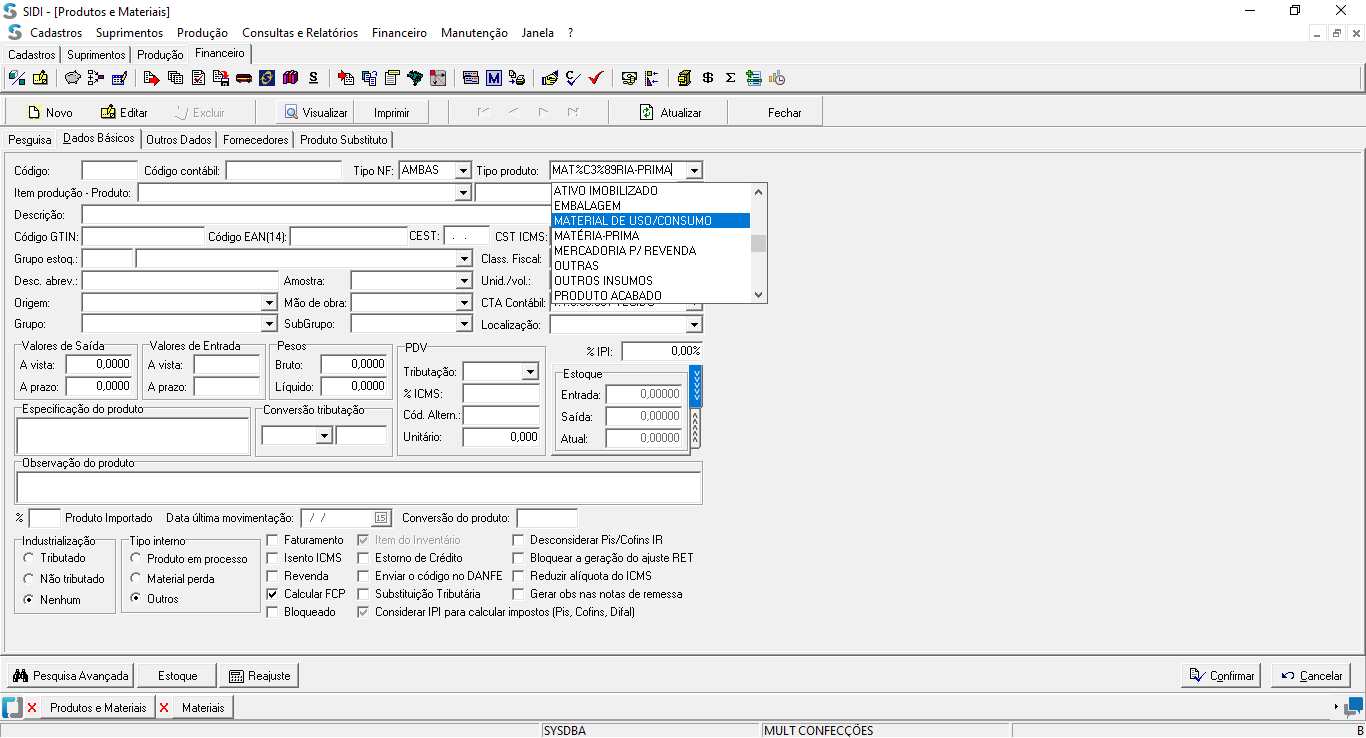 SIDI - [Produtos e Materiais]
Cadastros Suprimentos Produção Consultas e Relatórios Financeiro Manutenção Janela ?
Cadastros Suprimentos Produção Financeiro
Novo Editar Excluir Visualizar Imprimir Atualizar Fechar
Pesquisa Dados Básicos Outros Dados Fornecedores Produto Substituto
Código: Código contábil: Tipo NF: AMBAS Tipo produto: MAT%C3%89RIA-PRIMA
Item produção - Produto:
ATIVO IMOBILIZADO
EMBALAGEM
Descrição:
MATERIAL DE USO/CONSUMO
Código GTIN: Código EAN(14): CEST: . . CST ICMS:
MATÉRIA-PRIMA
MERCADORIA P/ REVENDA
Grupo estoq.: Class. Fiscal:
OUTRAS
Desc. abrev.: Amostra: Unid./vol.:
OUTROS INSUMOS
PRODUTO ACABADO
Origem: Mão de obra: CTA Contábil:
Grupo: SubGrupo: Localização:
Valores de Saída Valores de Entrada Pesos PDV % IPI: 0,00%
A vista: 0,0000 A vista: Bruto: 0,0000 Tributação: Estoque
A prazo: 0,0000 A prazo: Líquido: 0,0000 % ICMS: Entrada: 0,00000
Especificação do produto Conversão tributação Cód. Altern.: Saída: 0,00000
Unitário: 0,000 Atual: 0,00000
Observação do produto
% Produto Importado Data última movimentação: / / 15 Conversão do produto:
Industrialização Tipo interno Faturamento Item do Inventário Desconsiderar Pis/Cofins IR
Tributado Produto em processo Isento ICMS Estorno de Crédito Bloquear a geração do ajuste RET
Não tributado Material perda Revenda Enviar o código no DANFE Reduzir alíquota do ICMS
Nenhum Outros Calcular FCP Substituição Tributária Gerar obs nas notas de remessa
Bloqueado Considerar IPI para calcular impostos (Pis, Cofins, Difal)
Pesquisa Avançada Estoque Reajuste Confirmar Cancelar
Produtos e Materiais Materiais
SYSDBA MULT CONFECÇÕES B